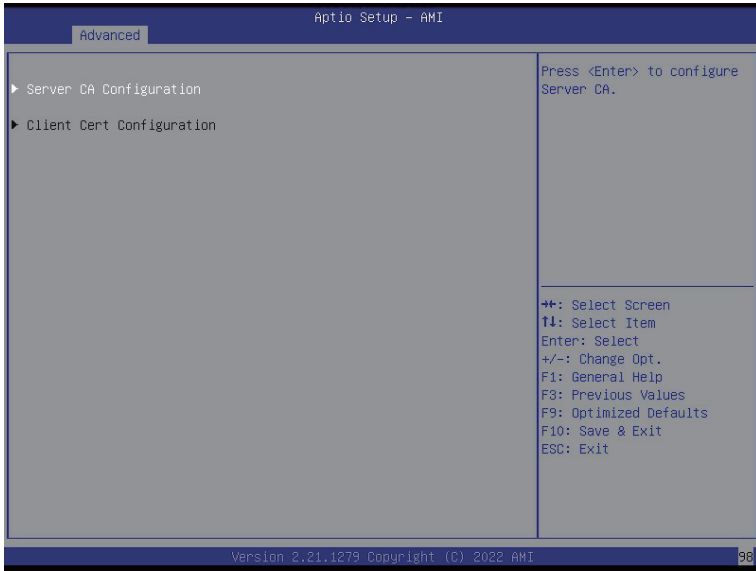 Aptio Setup – AMI
Advanced
▶ Server CA Configuration
▶ Client Cert Configuration
Press <Enter> to configure
Server CA.
→←: Select Screen
↑↓: Select Item
Enter: Select
+/-: Change Opt.
F1: General Help
F3: Previous Values
F9: Optimized Defaults
F10: Save & Exit
ESC: Exit
Version 2.21.1279 Copyright (C) 2022 AMI
98